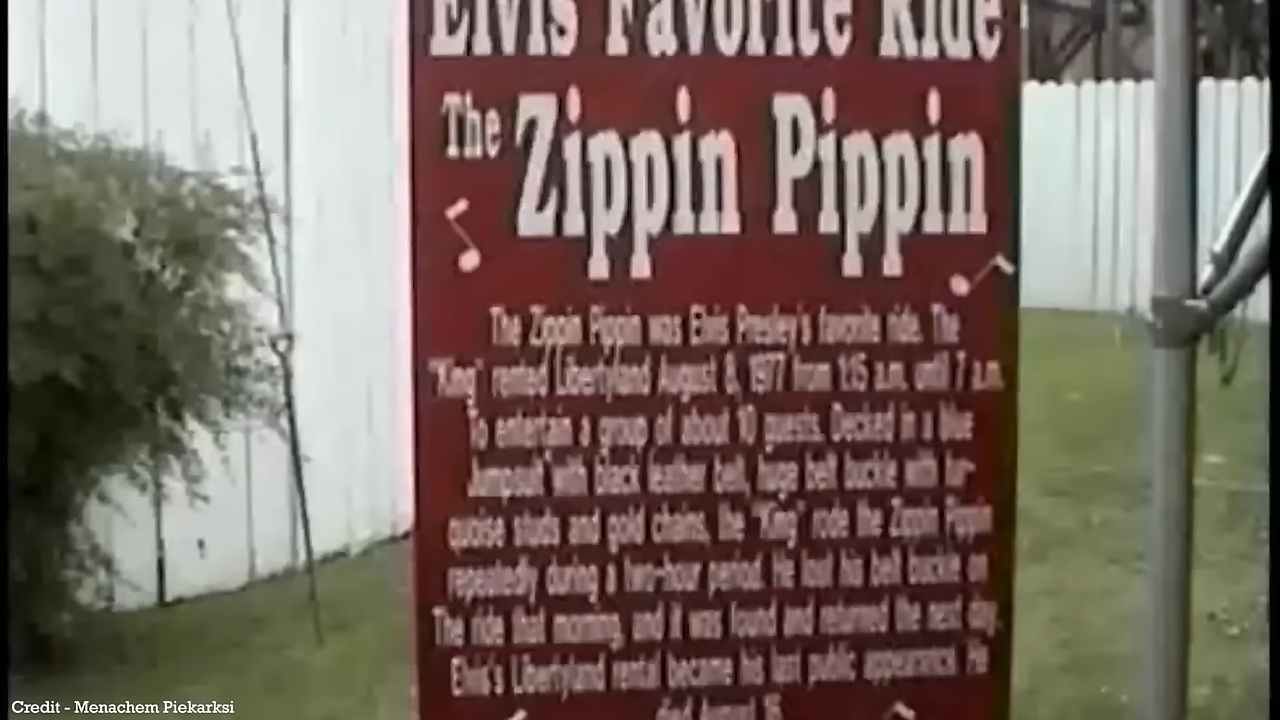 Elvis Favorite Ride
The Zippin Pippin
The Zippin Pippin was Elvis Presley's favorite ride. The
"King" rented Libertyland August 8, 1977 from 1:15 a.m. until 7 a.m.
To entertain a group of about 10 guests. Decked in a blue
Jumpsuit with black leather belt, huge belt buckle with tur-
quoise studs and gold chains, the "King" rode the Zippin Pippin
repeatedly during a two-hour period. He lost his belt buckle on
The ride that morning, and it was found and returned the next day.
Elvis's Libertyland rental became his last public appearance. He
died August 16.
Credit - Menachem Piekarksi